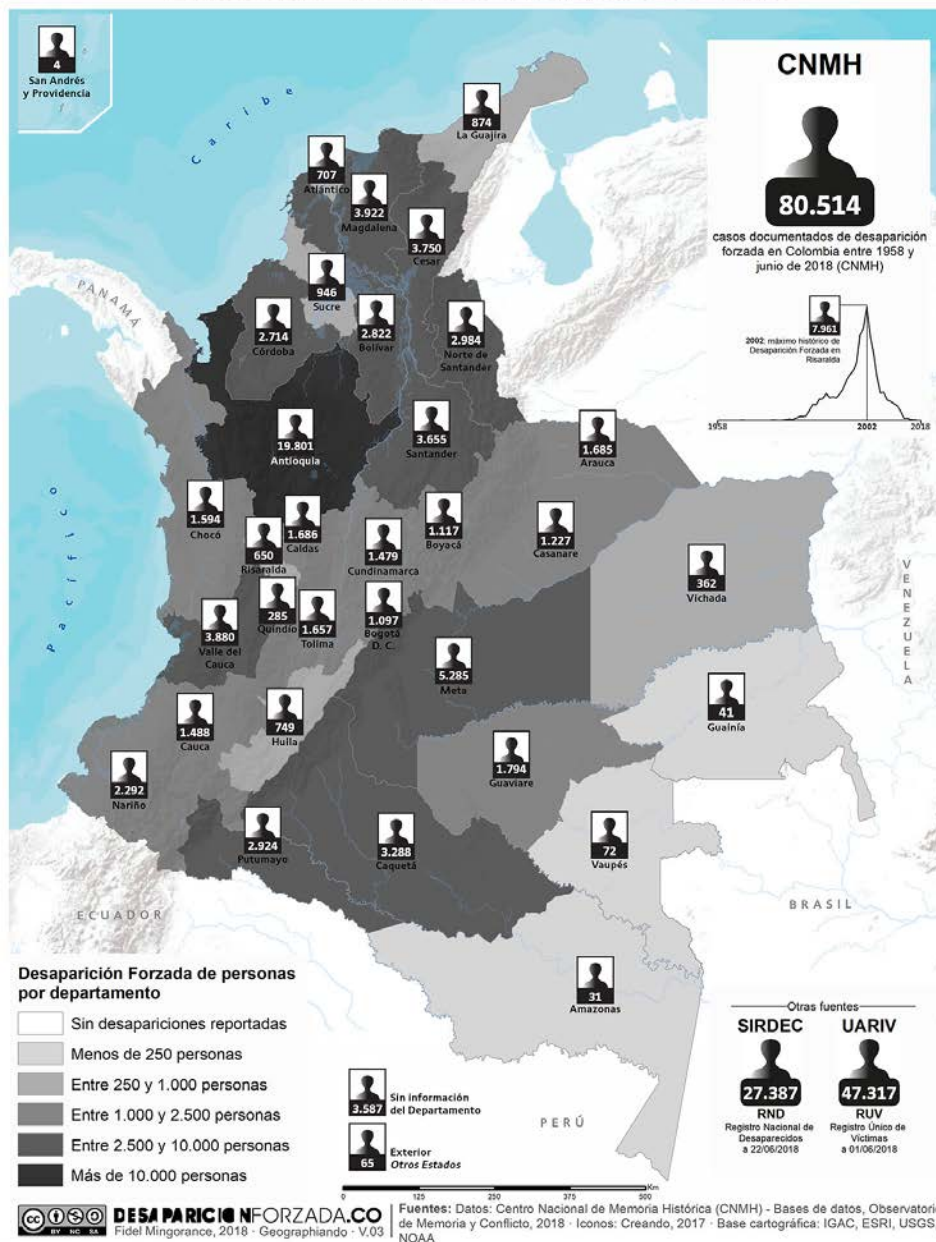 4
San Andrés
y Providencia
Caribe
874
La Guajira
707
Atlántico
3.922
Magdalena
3.750
Cesar
946
Sucre
2.714
Córdoba
2.822
Bolívar
2.984
Norte de
Santander
PANAMÁ
19.801
Antioquia
3.655
Santander
1.685
Arauca
1.594
Chocó
650
Risaralda
1.686
Caldas
1.479
Cundinamarca
1.117
Boyacá
1.227
Casanare
362
Vichada
Pacífico
VENEZUELA
3.880
Valle del
Cauca
285
Quindío
1.657
Tolima
1.097
Bogotá
D. C.
5.285
Meta
41
Guainía
1.488
Cauca
749
Huila
1.794
Guaviare
2.292
Nariño
2.924
Putumayo
3.288
Caquetá
72
Vaupés
ECUADOR
BRASIL
31
Amazonas
PERÚ
CNMH
80.514
casos documentados de desaparición
forzada en Colombia entre 1958 y
junio de 2018 (CNMH)
7.961
2002: máximo histórico de
Desaparición Forzada en
Risaralda
1958
2002
2018
Desaparición Forzada de personas
por departamento
Sin desapariciones reportadas
Menos de 250 personas
Entre 250 y 1.000 personas
Entre 1.000 y 2.500 personas
Entre 2.500 y 10.000 personas
Más de 10.000 personas
3.587
Sin información
del Departamento
65
Exterior
Otros Estados
Otras fuentes
SIRDEC
27.387
RND
Registro Nacional de
Desaparecidos
a 22/06/2018
UARIV
47.317
RUV
Registro Único de
Víctimas
a 01/06/2018
0 125 250 375 500
Km
cc BY NC SA
DESAPARICIONFORZADA.CO
Fidel Mingorance, 2018 · Geographiando · V.03
Fuentes: Datos: Centro Nacional de Memoria Histórica (CNMH) - Bases de datos, Observatorio
de Memoria y Conflicto, 2018 · Iconos: Creando, 2017 · Base cartográfica: IGAC, ESRI, USGS,
NOAA